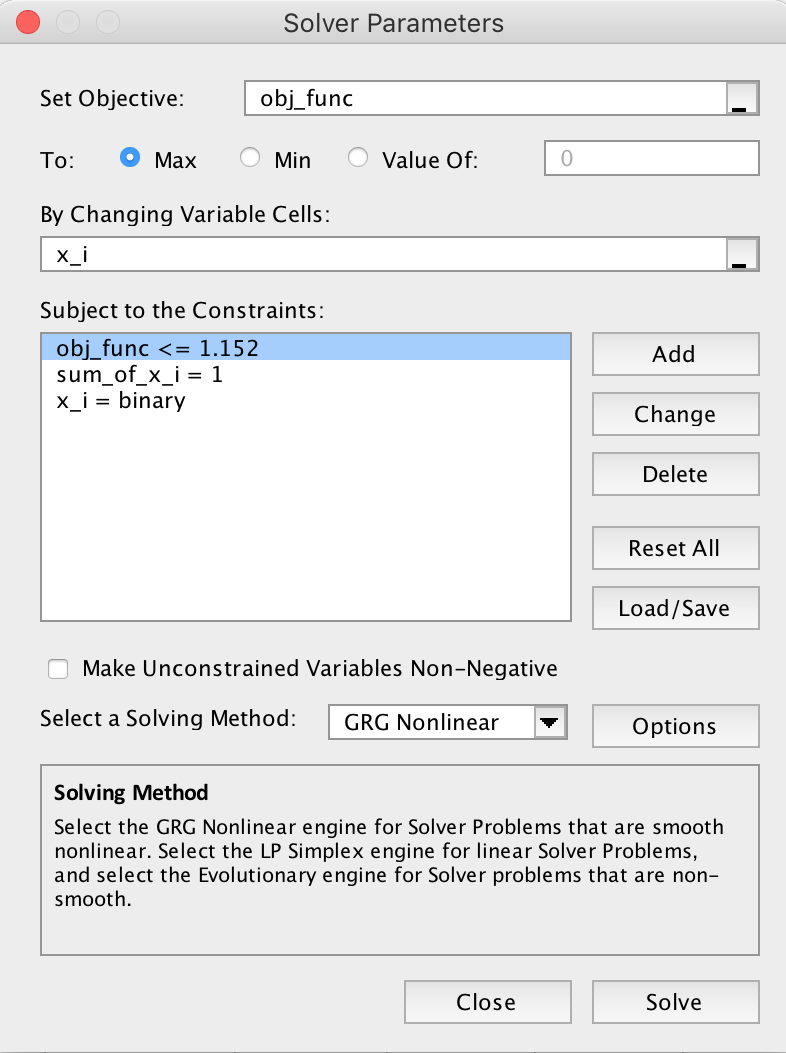 Solver Parameters
Set Objective: obj_func
To: Max Min Value Of: 0
By Changing Variable Cells:
x_i
Subject to the Constraints:
obj_func <= 1.152
sum_of_x_i = 1
x_i = binary
Add
Change
Delete
Reset All
Load/Save
Make Unconstrained Variables Non-Negative
Select a Solving Method: GRG Nonlinear Options
Solving Method
Select the GRG Nonlinear engine for Solver Problems that are smooth
nonlinear. Select the LP Simplex engine for linear Solver Problems,
and select the Evolutionary engine for Solver problems that are non-
smooth.
Close Solve